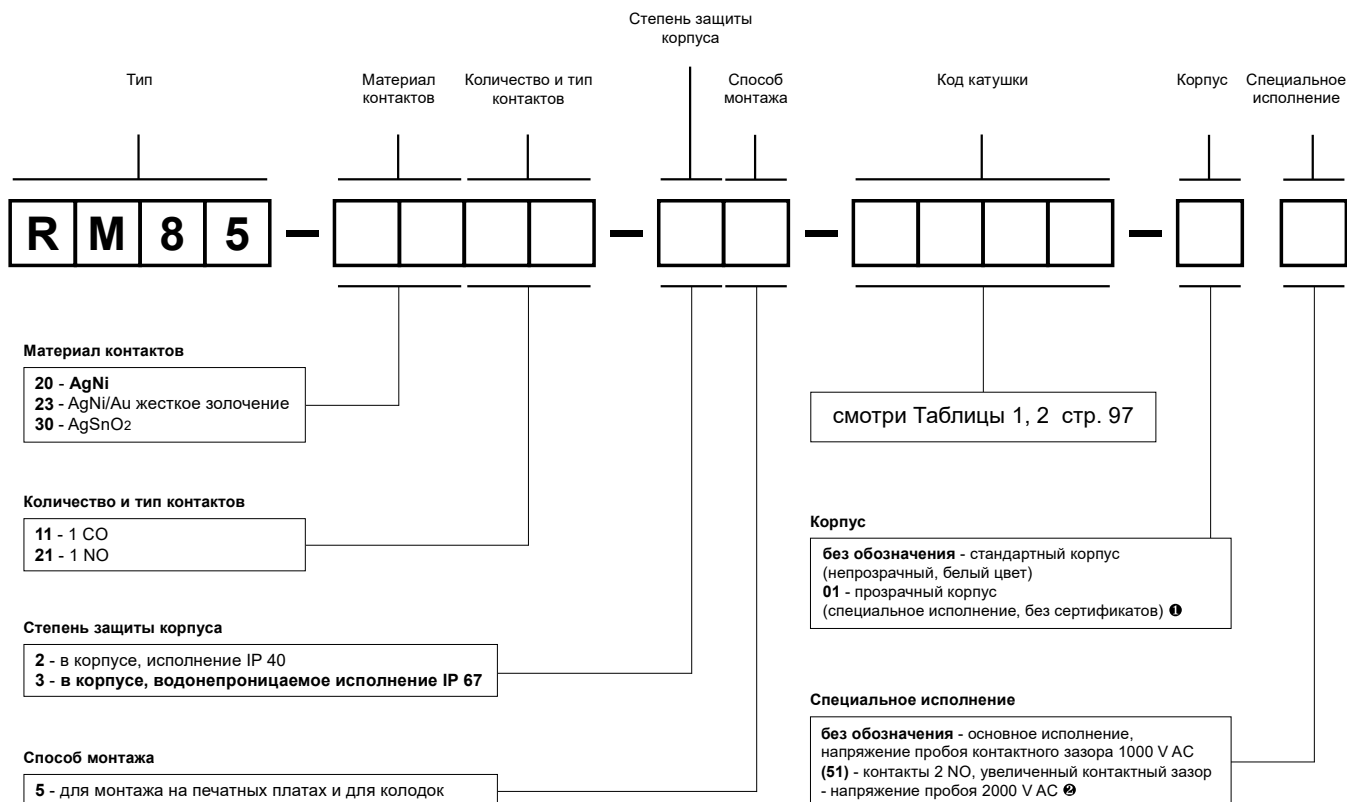 Степень защиты
корпуса
Тип
Материал
контактов
Количество и тип
контактов
Способ
монтажа
Код катушки
Корпус
Специальное
исполнение
R M 8 5 – – – –
Материал контактов
20 - AgNi
23 - AgNi/Au жесткое золочение
30 - AgSnO2
смотри Таблицы 1, 2 стр. 97
Количество и тип контактов
11 - 1 CO
21 - 1 NO
Корпус
без обозначения - стандартный корпус
(непрозрачный, белый цвет)
01 - прозрачный корпус
(специальное исполнение, без сертификатов) ❶
Степень защиты корпуса
2 - в корпусе, исполнение IP 40
3 - в корпусе, водонепроницаемое исполнение IP 67
Специальное исполнение
без обозначения - основное исполнение,
напряжение пробоя контактного зазора 1000 V AC
(51) - контакты 2 NO, увеличенный контактный зазор
- напряжение пробоя 2000 V AC ❷
Способ монтажа
5 - для монтажа на печатных платах и для колодок